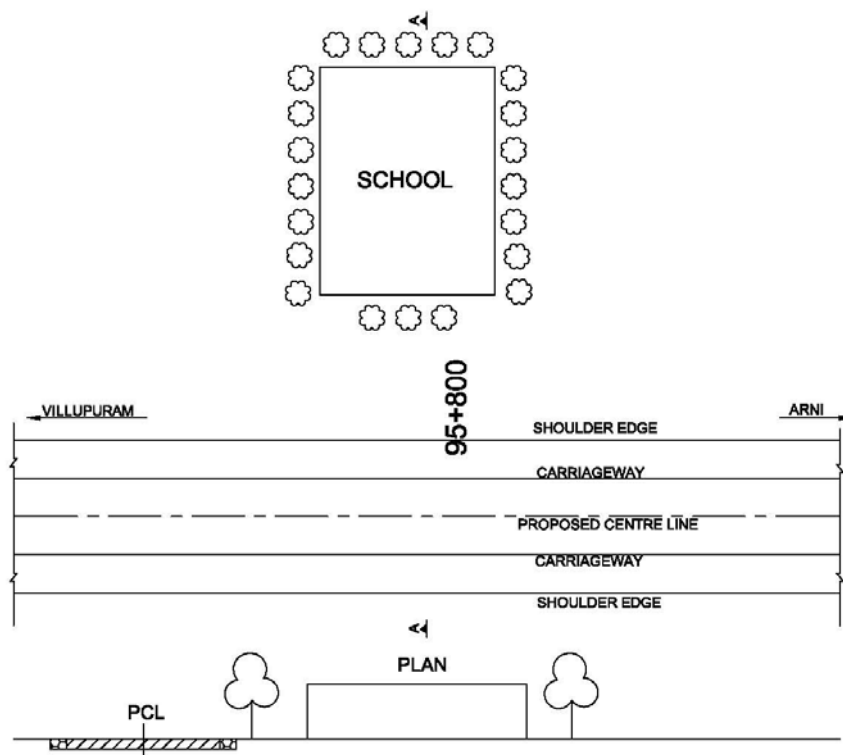 A
SCHOOL
95+800
VILLUPURAM
ARNI
SHOULDER EDGE
CARRIAGEWAY
PROPOSED CENTRE LINE
CARRIAGEWAY
SHOULDER EDGE
A
PLAN
PCL